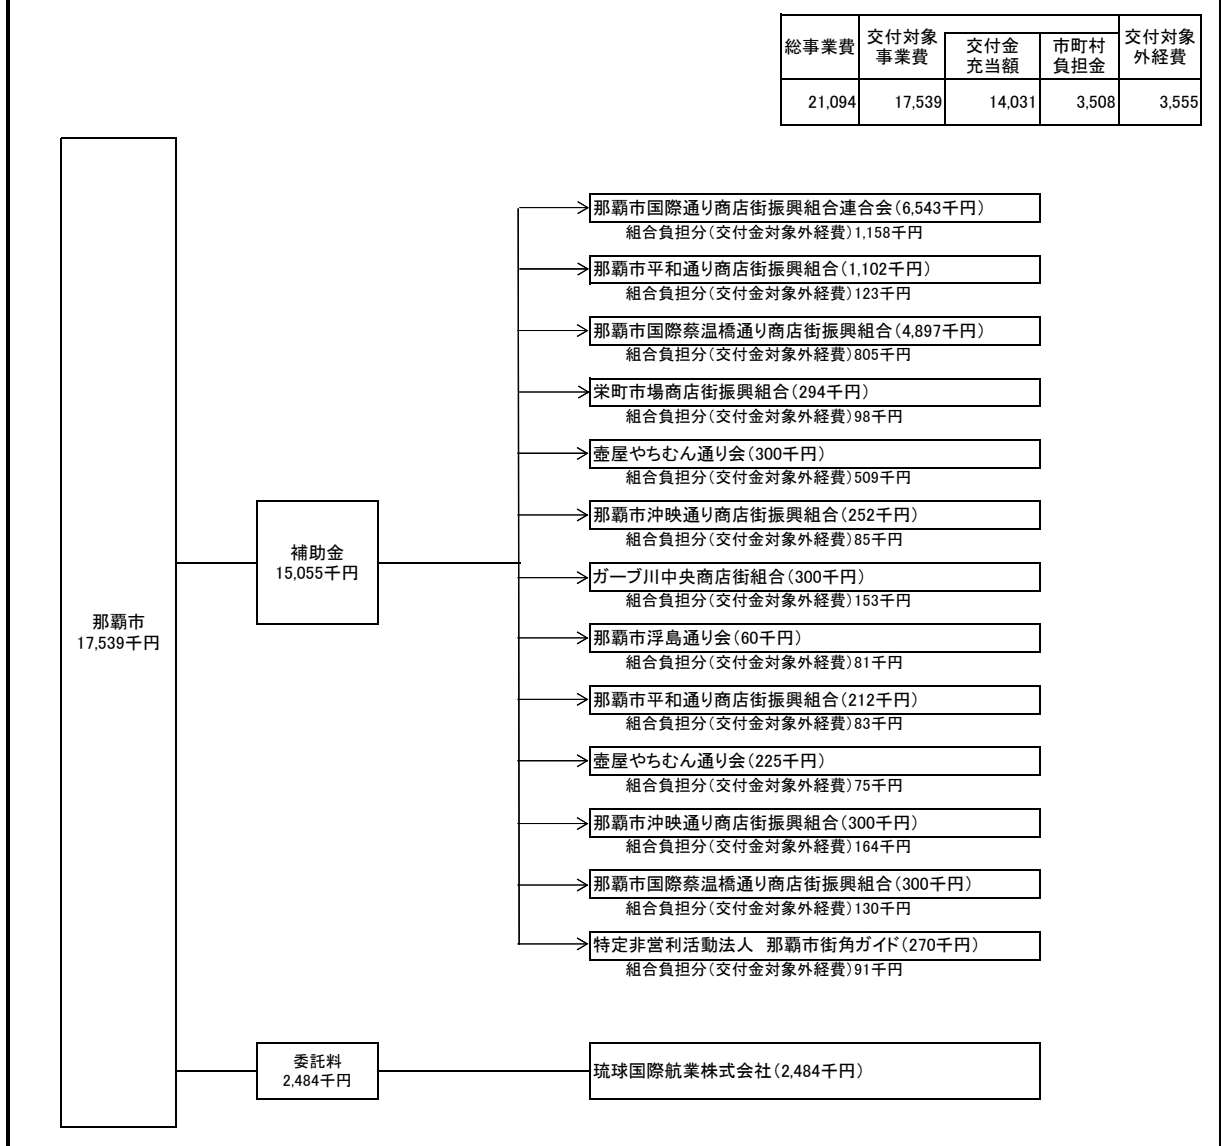 総事業費
交付対象
事業費
交付金
充当額
市町村
負担金
交付対象
外経費
21,094 17,539 14,031 3,508 3,555
那覇市国際通り商店街振興組合連合会(6,543千円)
組合負担分(交付金対象外経費)1,158千円
那覇市平和通り商店街振興組合(1,102千円)
組合負担分(交付金対象外経費)123千円
那覇市国際蔡温橋通り商店街振興組合(4,897千円)
組合負担分(交付金対象外経費)805千円
栄町市場商店街振興組合(294千円)
組合負担分(交付金対象外経費)98千円
壺屋やちむん通り会(300千円)
組合負担分(交付金対象外経費)509千円
那覇市沖映通り商店街振興組合(252千円)
組合負担分(交付金対象外経費)85千円
補助金
15,055千円
ガーブ川中央商店街組合(300千円)
組合負担分(交付金対象外経費)153千円
那覇市
17,539千円
那覇市浮島通り会(60千円)
組合負担分(交付金対象外経費)81千円
那覇市平和通り商店街振興組合(212千円)
組合負担分(交付金対象外経費)83千円
壺屋やちむん通り会(225千円)
組合負担分(交付金対象外経費)75千円
那覇市沖映通り商店街振興組合(300千円)
組合負担分(交付金対象外経費)164千円
那覇市国際蔡温橋通り商店街振興組合(300千円)
組合負担分(交付金対象外経費)130千円
特定非営利活動法人 那覇市街角ガイド(270千円)
組合負担分(交付金対象外経費)91千円
委託料
2,484千円
琉球国際航業株式会社(2,484千円)